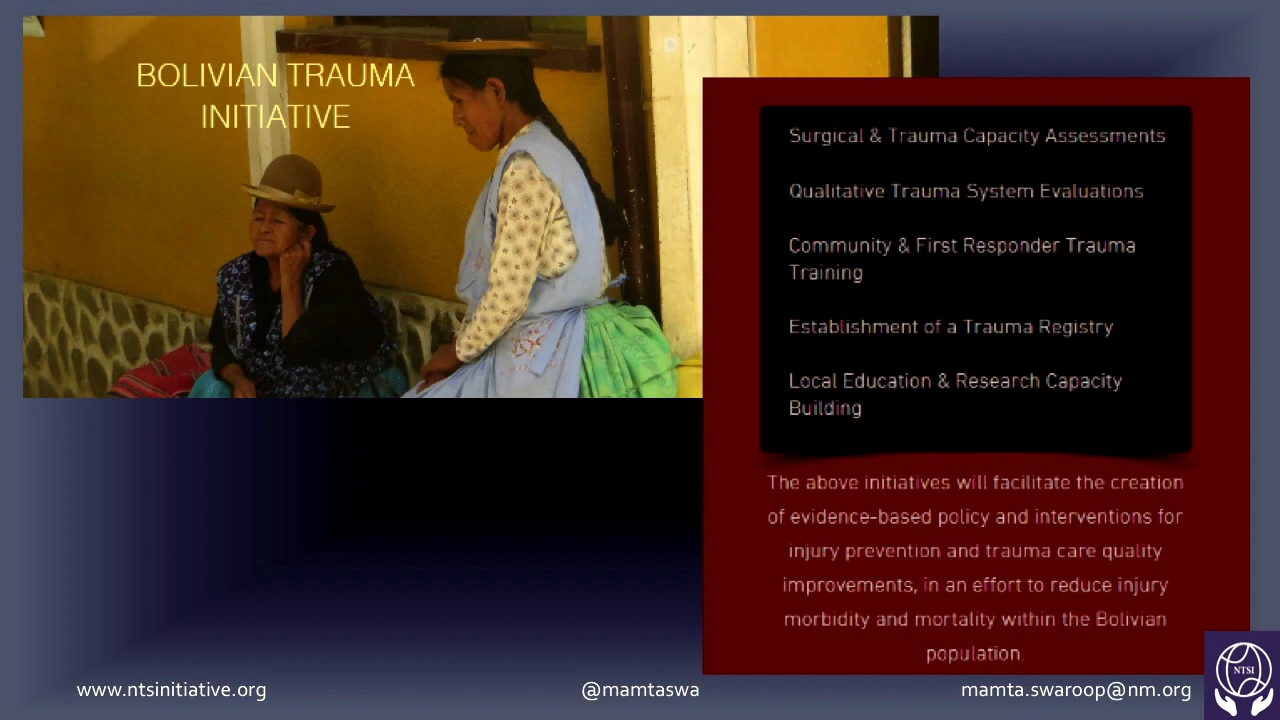 BOLIVIAN TRAUMA
INITIATIVE
Surgical & Trauma Capacity Assessments
Qualitative Trauma System Evaluations
Community & First Responder Trauma
Training
Establishment of a Trauma Registry
Local Education & Research Capacity
Building
The above initiatives will facilitate the creation
of evidence-based policy and interventions for
injury prevention and trauma care quality
improvements, in an effort to reduce injury
morbidity and mortality within the Bolivian
population.
www.ntsinitiative.org
@mamtaswa
mamta.swaroop@nm.org
NTSI